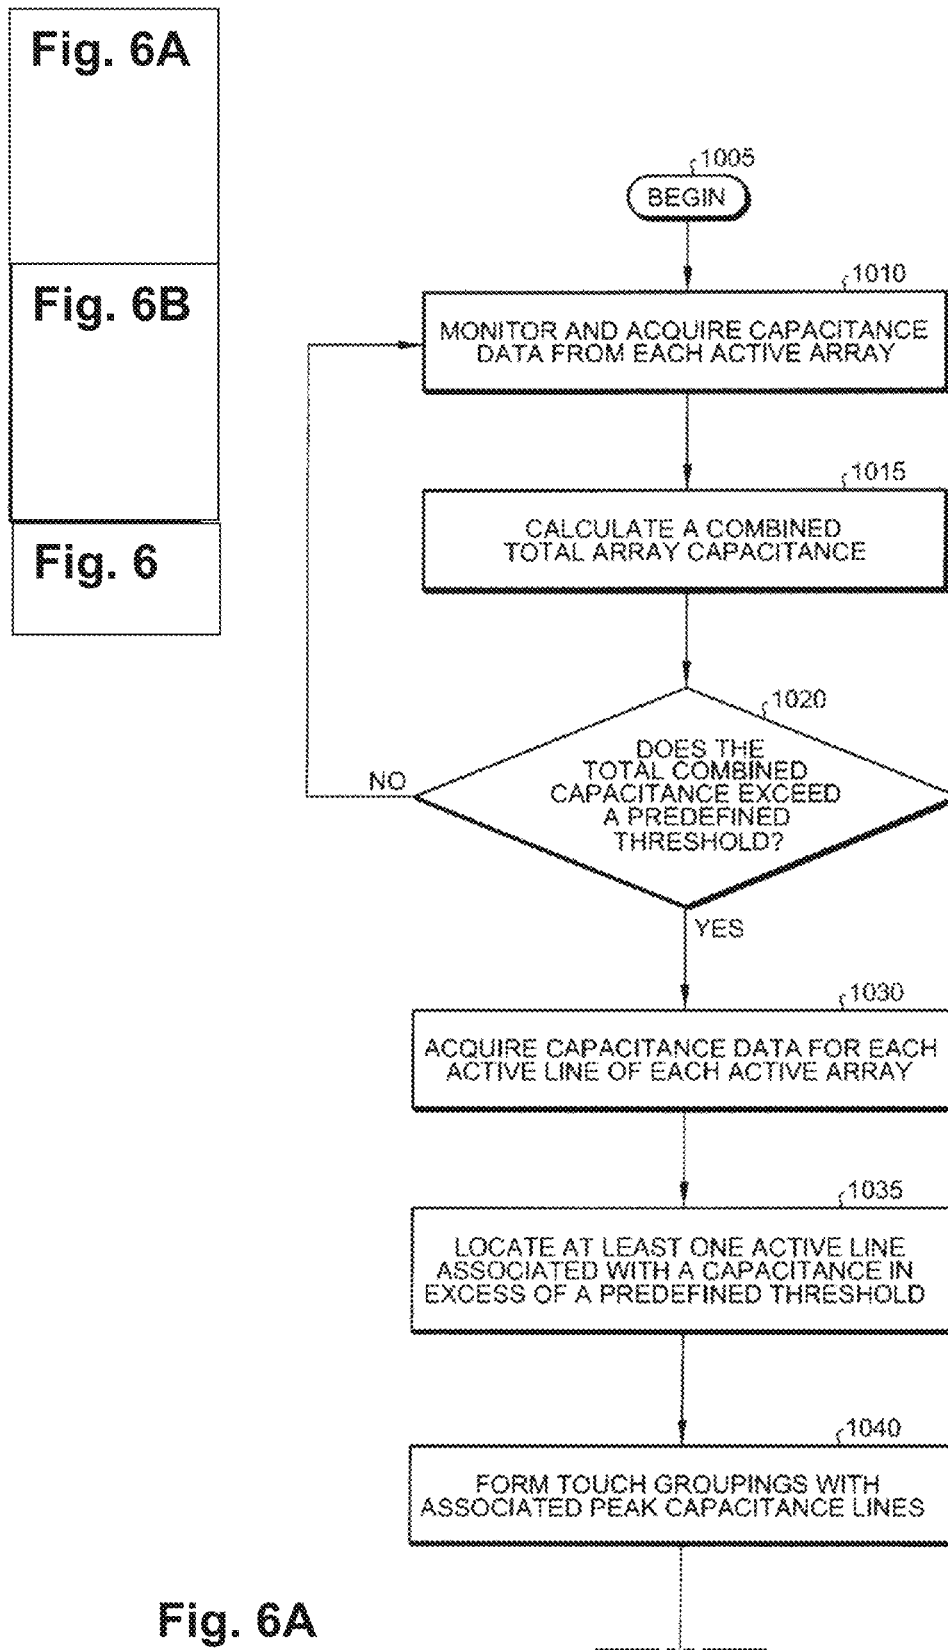 Fig. 6A
Fig. 6B
Fig. 6
1005
BEGIN
1010
MONITOR AND ACQUIRE CAPACITANCE
DATA FROM EACH ACTIVE ARRAY
1015
CALCULATE A COMBINED
TOTAL ARRAY CAPACITANCE
1020
DOES THE
TOTAL COMBINED
CAPACITANCE EXCEED
A PREDEFINED
THRESHOLD?
NO
YES
1030
ACQUIRE CAPACITANCE DATA FOR EACH
ACTIVE LINE OF EACH ACTIVE ARRAY
1035
LOCATE AT LEAST ONE ACTIVE LINE
ASSOCIATED WITH A CAPACITANCE IN
EXCESS OF A PREDEFINED THRESHOLD
1040
FORM TOUCH GROUPINGS WITH
ASSOCIATED PEAK CAPACITANCE LINES
Fig. 6A